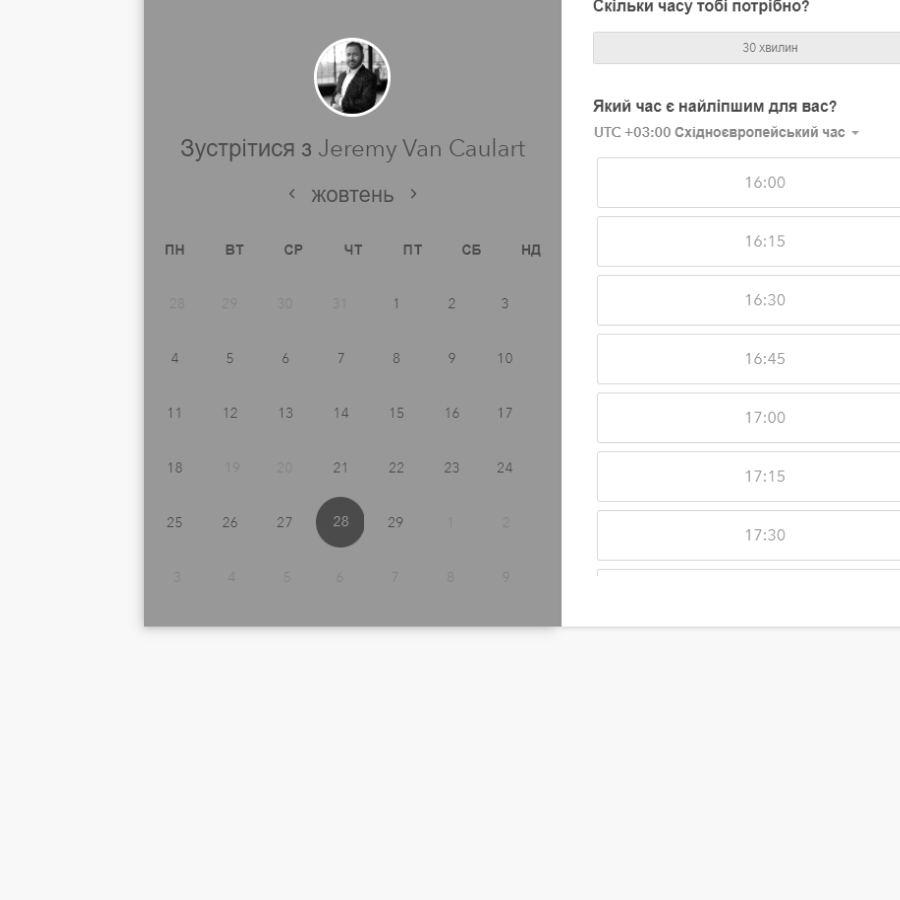 Зустрітися з Jeremy Van Caulart
жовтень
ПН ВТ СР ЧТ ПТ СБ НД
28 29 30 31 1 2 3
4 5 6 7 8 9 10
11 12 13 14 15 16 17
18 19 20 21 22 23 24
25 26 27 28 29 1 2
3 4 5 6 7 8 9
Скільки часу тобі потрібно?
30 хвилин
Який час є найліпшим для вас?
UTC +03:00 Східноєвропейський час
16:00
16:15
16:30
16:45
17:00
17:15
17:30